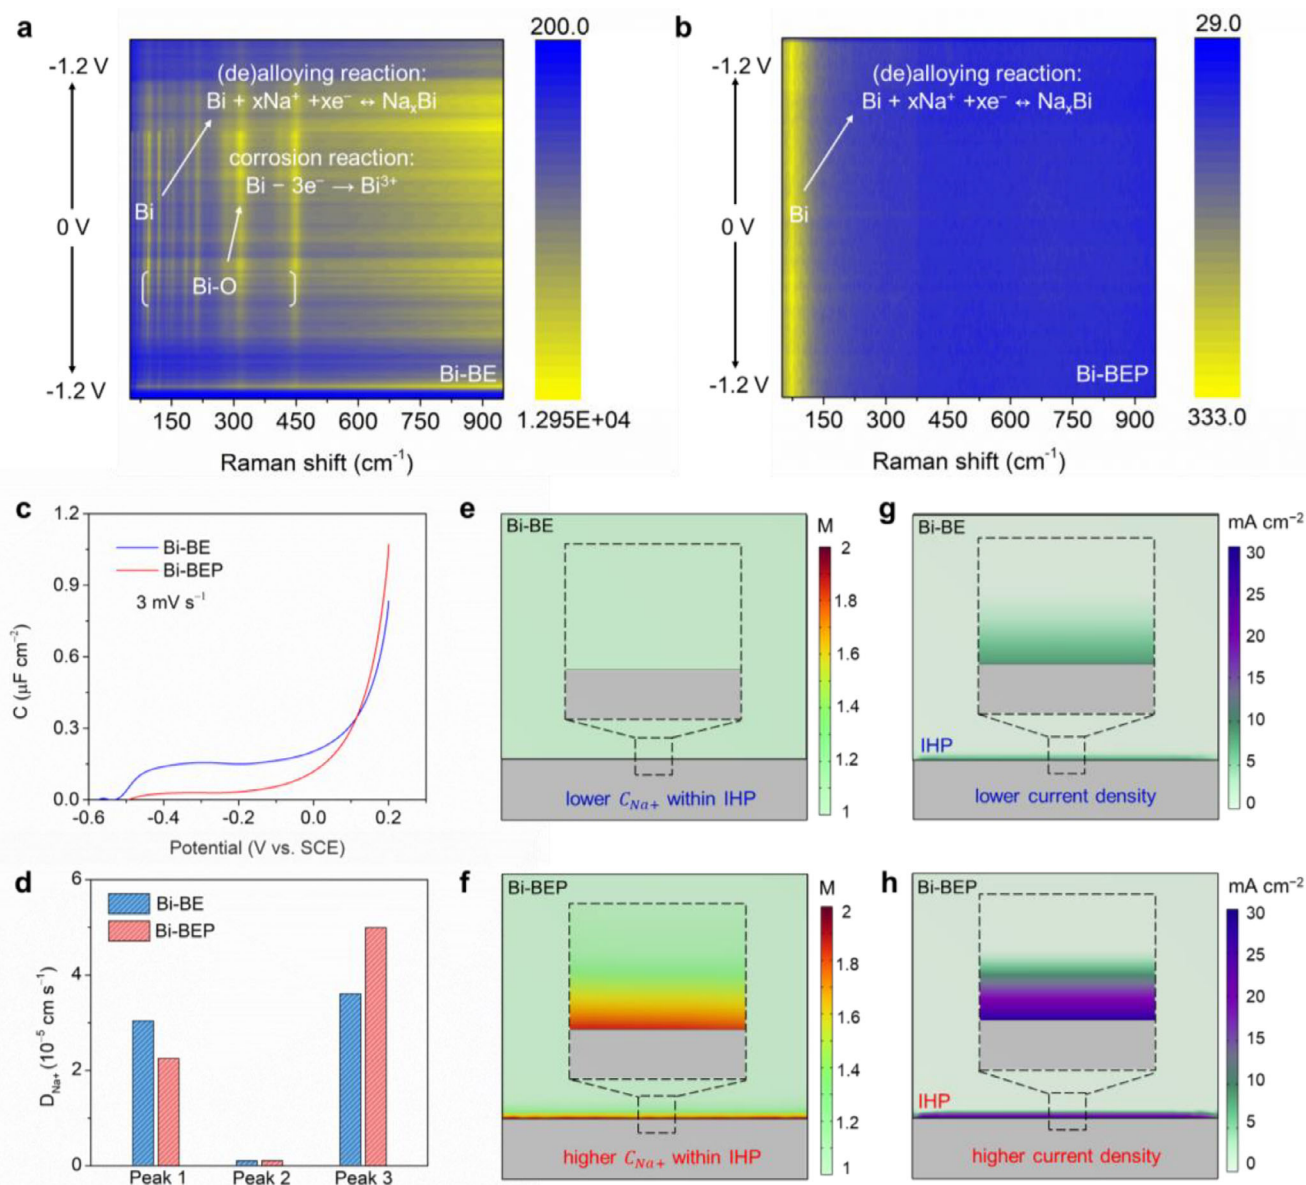 a
200.0
-1.2 V
0 V
-1.2 V
(de)alloying reaction:
Bi + xNa⁺ +xe⁻ ↔ NaₓBi
corrosion reaction:
Bi − 3e⁻ → Bi³⁺
Bi
Bi-O
Bi-BE
1.295E+04
150 300 450 600 750 900
Raman shift (cm⁻¹)
b
29.0
-1.2 V
0 V
-1.2 V
(de)alloying reaction:
Bi + xNa⁺ +xe⁻ ↔ NaₓBi
Bi
Bi-BEP
333.0
150 300 450 600 750 900
Raman shift (cm⁻¹)
c
1.2
0.9
0.6
0.3
0.0
C (μF cm⁻²)
Bi-BE
Bi-BEP
3 mV s⁻¹
-0.6 -0.4 -0.2 0.0 0.2
Potential (V vs. SCE)
d
6
4
2
0
D_Na+ (10⁻⁵ cm s⁻¹)
Bi-BE
Bi-BEP
Peak 1 Peak 2 Peak 3
e
Bi-BE
lower C_Na+ within IHP
M
2
1.8
1.6
1.4
1.2
1
f
Bi-BEP
higher C_Na+ within IHP
M
2
1.8
1.6
1.4
1.2
1
g
Bi-BE
IHP
lower current density
mA cm⁻²
30
25
20
15
10
5
0
h
Bi-BEP
IHP
higher current density
mA cm⁻²
30
25
20
15
10
5
0